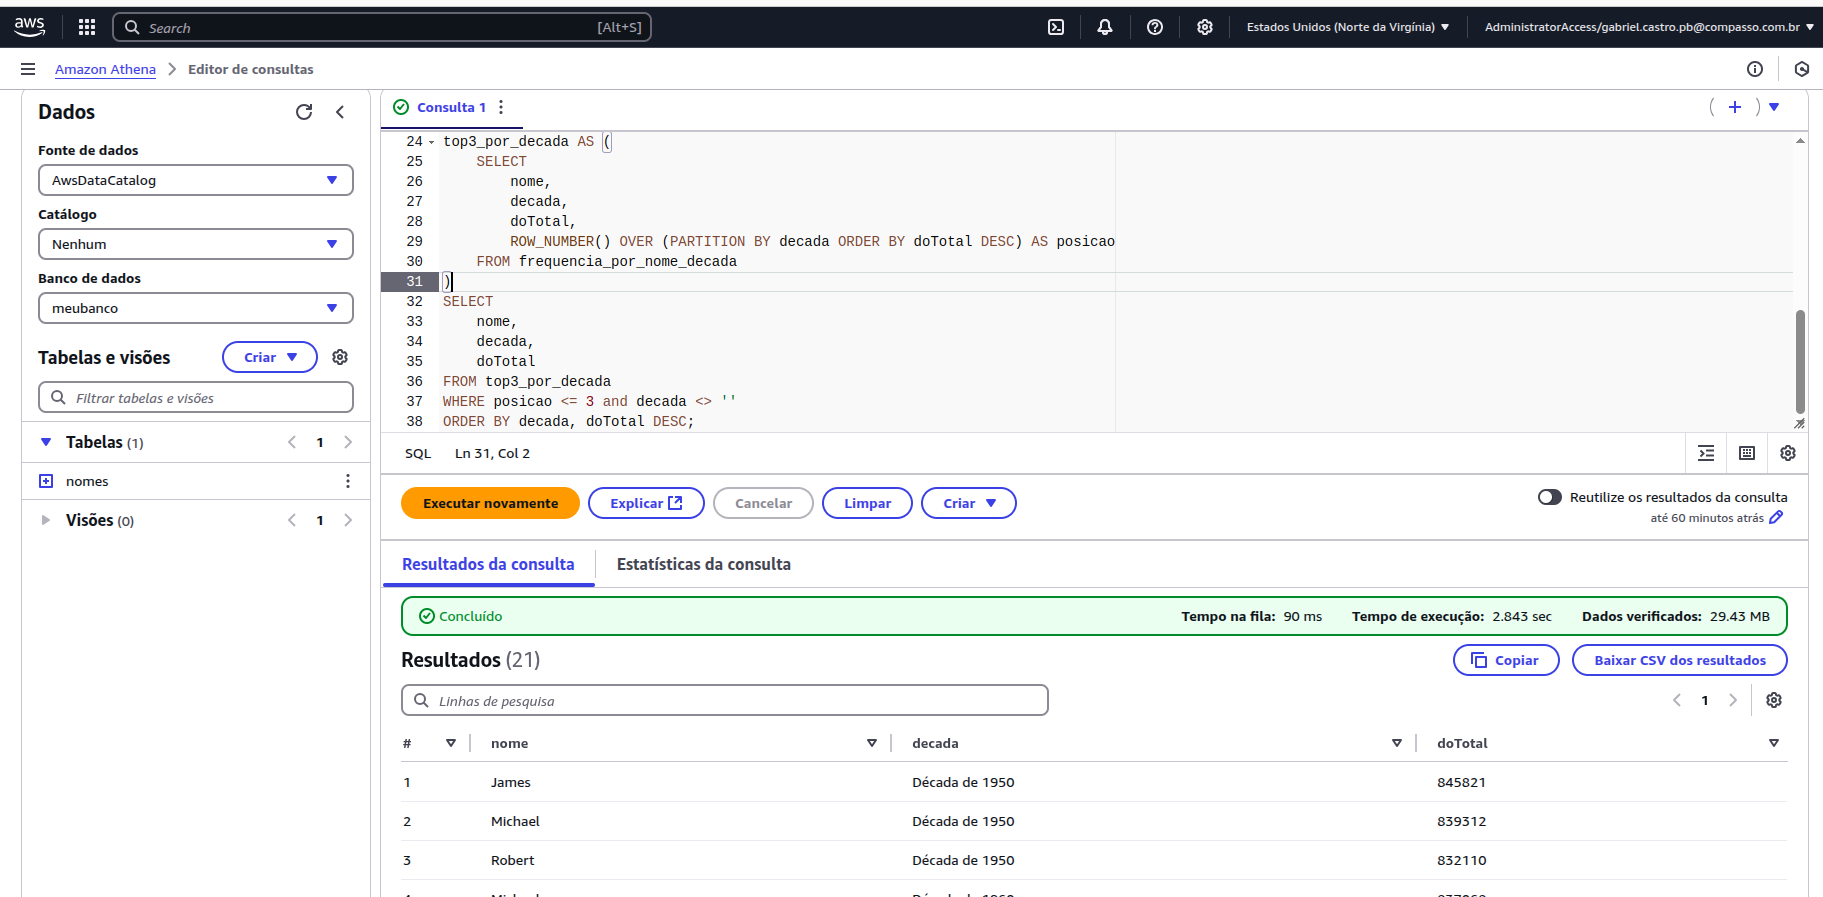 aws
Search
[Alt+S]
Estados Unidos (Norte da Virgínia)
AdministratorAccess/gabriel.castro.pb@compasso.com.br
Amazon Athena
Editor de consultas
Dados
Fonte de dados
AwsDataCatalog
Catálogo
Nenhum
Banco de dados
meubanco
Tabelas e visões
Criar
Filtrar tabelas e visões
Tabelas (1)
1
nomes
Visões (0)
1
Consulta 1
24 top3_por_decada AS (
25 SELECT
26 nome,
27 decada,
28 doTotal,
29 ROW_NUMBER() OVER (PARTITION BY decada ORDER BY doTotal DESC) AS posicao
30 FROM frequencia_por_nome_decada
31 )
32 SELECT
33 nome,
34 decada,
35 doTotal
36 FROM top3_por_decada
37 WHERE posicao <= 3 and decada <> ''
38 ORDER BY decada, doTotal DESC;
SQL
Ln 31, Col 2
Executar novamente
Explicar
Cancelar
Limpar
Criar
Reutilize os resultados da consulta
até 60 minutos atrás
Resultados da consulta
Estatísticas da consulta
Concluído
Tempo na fila: 90 ms
Tempo de execução: 2.843 sec
Dados verificados: 29.43 MB
Resultados (21)
Copiar
Baixar CSV dos resultados
Linhas de pesquisa
1
# nome decada doTotal
1 James Década de 1950 845821
2 Michael Década de 1950 839312
3 Robert Década de 1950 832110